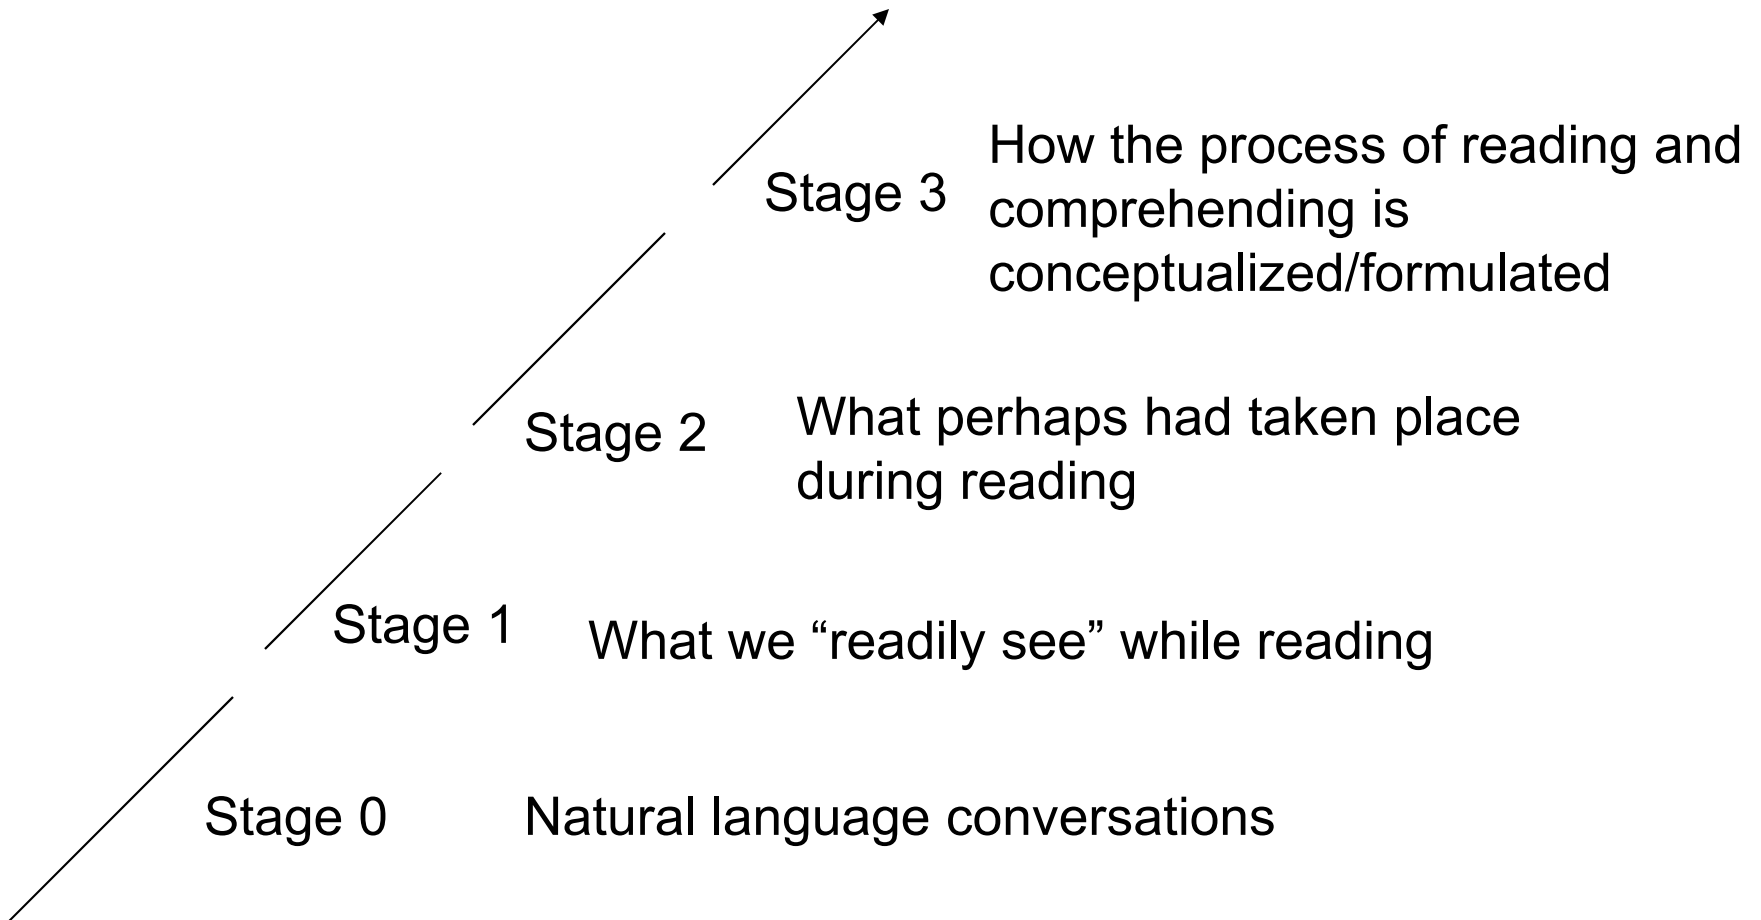 How the process of reading and
Stage 3
comprehending is
conceptualized/formulated
Stage 2
What perhaps had taken place
during reading
Stage 1
What we “readily see” while reading
Stage 0
Natural language conversations